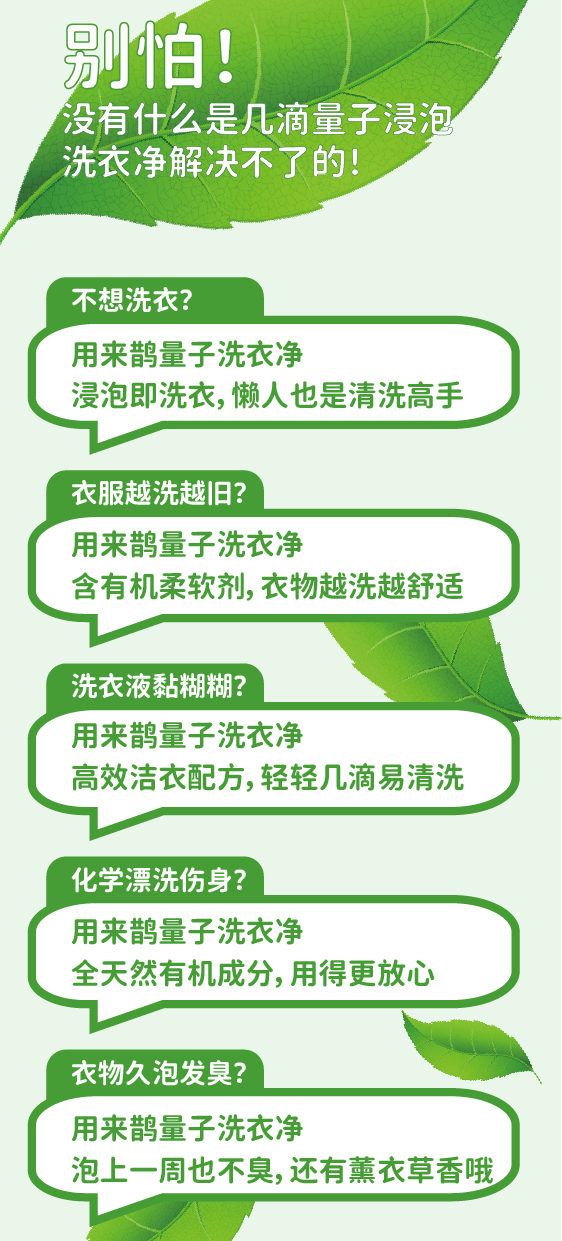 别怕!
没有什么是几滴量子浸泡
洗衣净解决不了的!
不想洗衣?
用来鹊量子洗衣净
浸泡即洗衣,懒人也是清洗高手
衣服越洗越旧?
用来鹊量子洗衣净
含有机柔软剂,衣物越洗越舒适
洗衣液黏糊糊?
用来鹊量子洗衣净
高效洁衣配方,轻轻几滴易清洗
化学漂洗伤身?
用来鹊量子洗衣净
全天然有机成分,用得更放心
衣物久泡发臭?
用来鹊量子洗衣净
泡上一周也不臭,还有薰衣草香哦